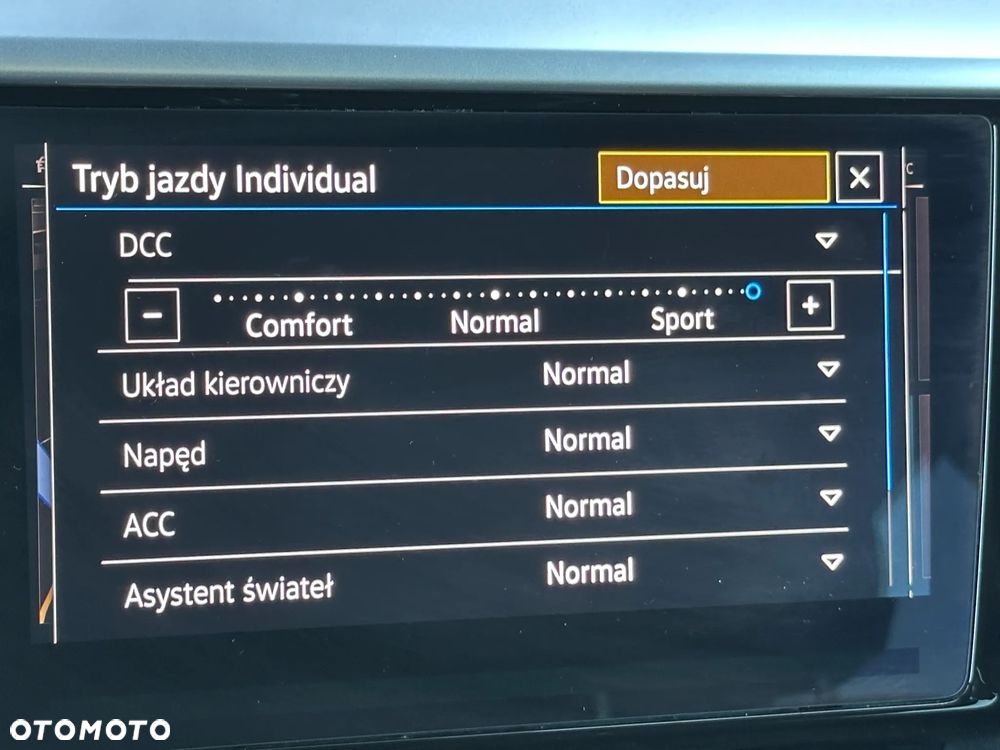 Tryb jazdy Individual Dopasuj
DCC
Comfort Normal Sport
Układ kierowniczy Normal
Napęd Normal
ACC Normal
Asystent świateł Normal
OTOMOTO